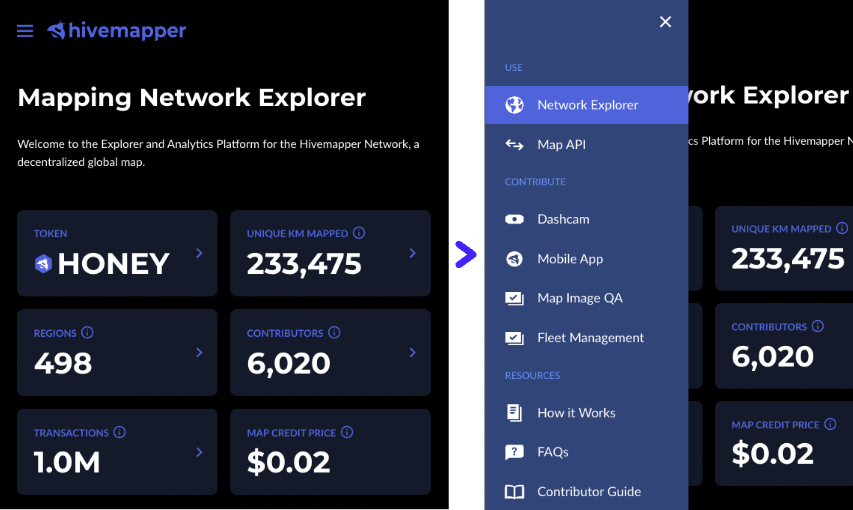 hivemapper
Mapping Network Explorer
Welcome to the Explorer and Analytics Platform for the Hivemapper Network, a
decentralized global map.
TOKEN
HONEY
UNIQUE KM MAPPED
233,475
REGIONS
498
CONTRIBUTORS
6,020
TRANSACTIONS
1.0M
MAP CREDIT PRICE
$0.02
USE
Network Explorer
Map API
CONTRIBUTE
Dashcam
Mobile App
Map Image QA
Fleet Management
RESOURCES
How it Works
FAQs
Contributor Guide
ork Explorer
cs Platform for the Hivemapper N
UNIQUE KM MAPPED
233,475
CONTRIBUTORS
6,020
MAP CREDIT PRICE
$0.02